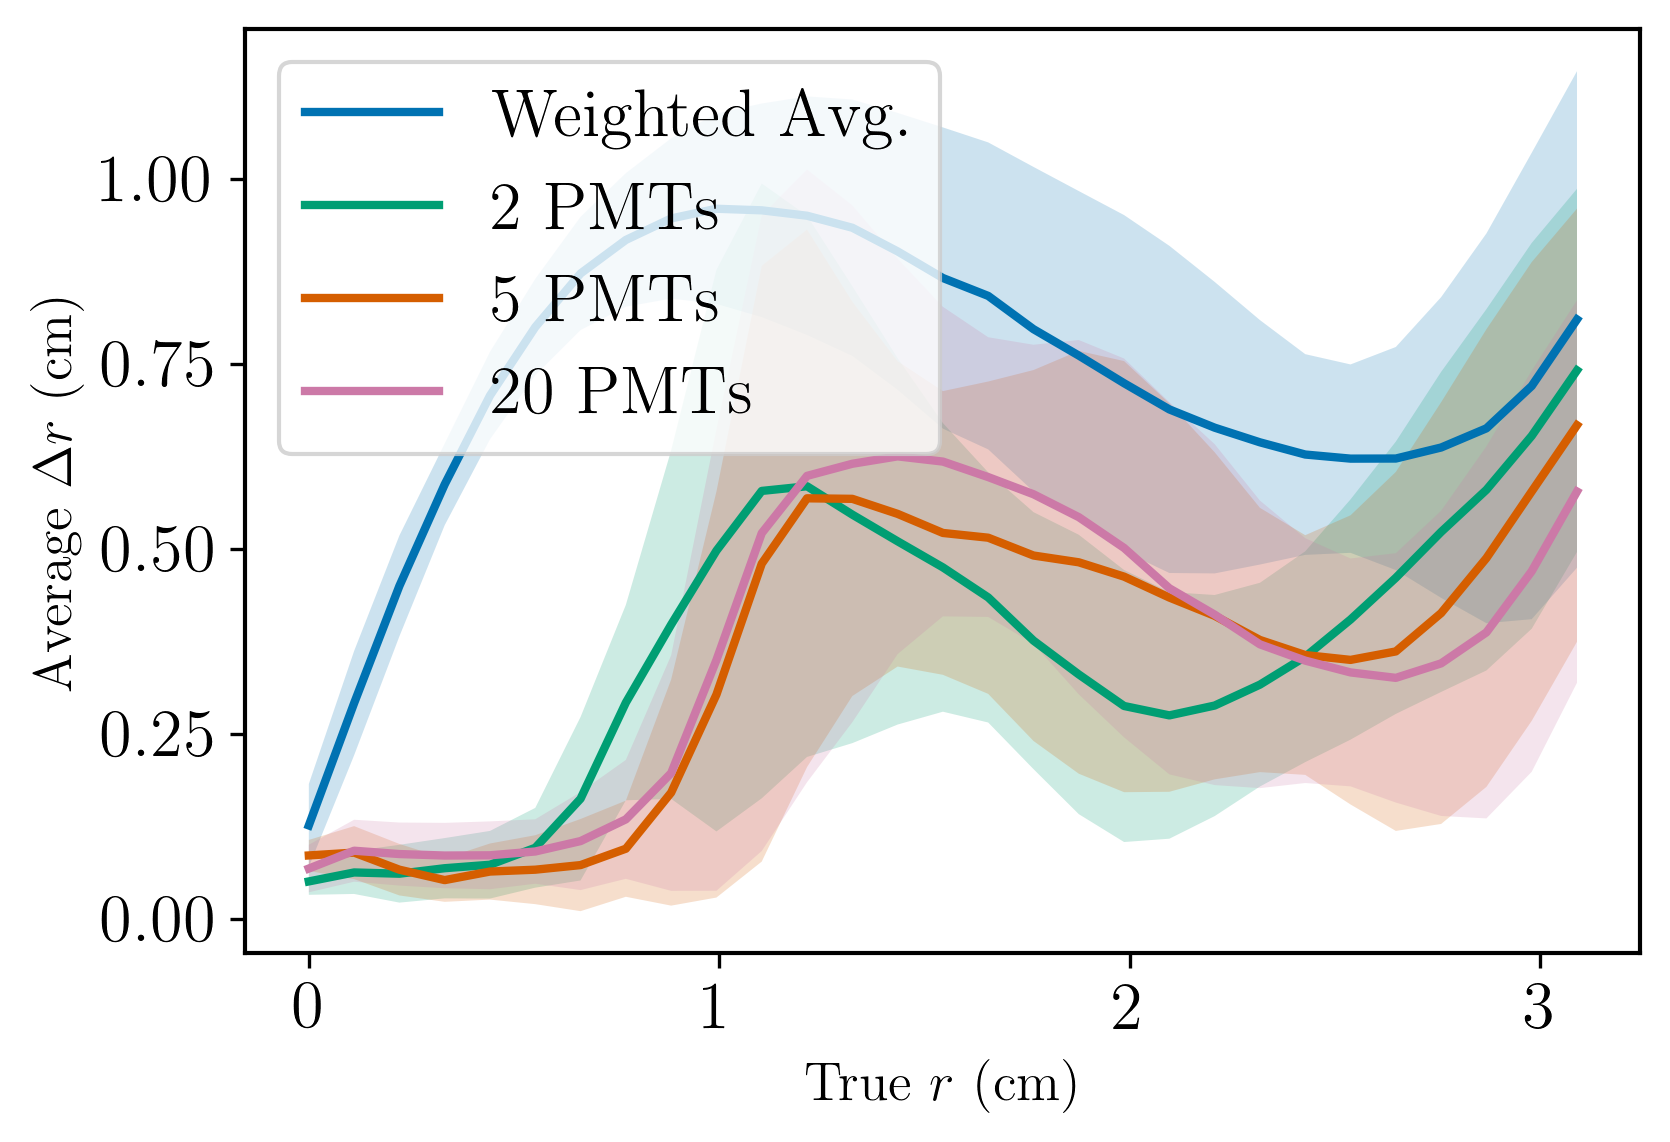 Weighted Avg.
2 PMTs
5 PMTs
20 PMTs
1.00
0.75
0.50
0.25
0.00
Average Δr (cm)
0 1 2 3
True r (cm)